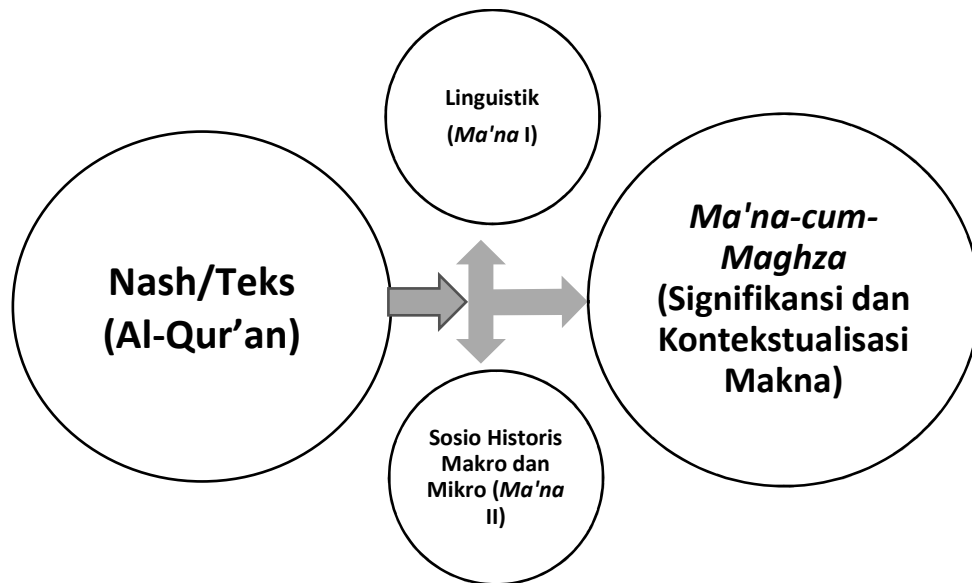 Linguistik
(Ma'na I)
Nash/Teks
(Al-Qur’an)
Ma'na-cum-
Maghza
(Signifikansi dan
Kontekstualisasi
Makna)
Sosio Historis
Makro dan
Mikro (Ma'na
II)